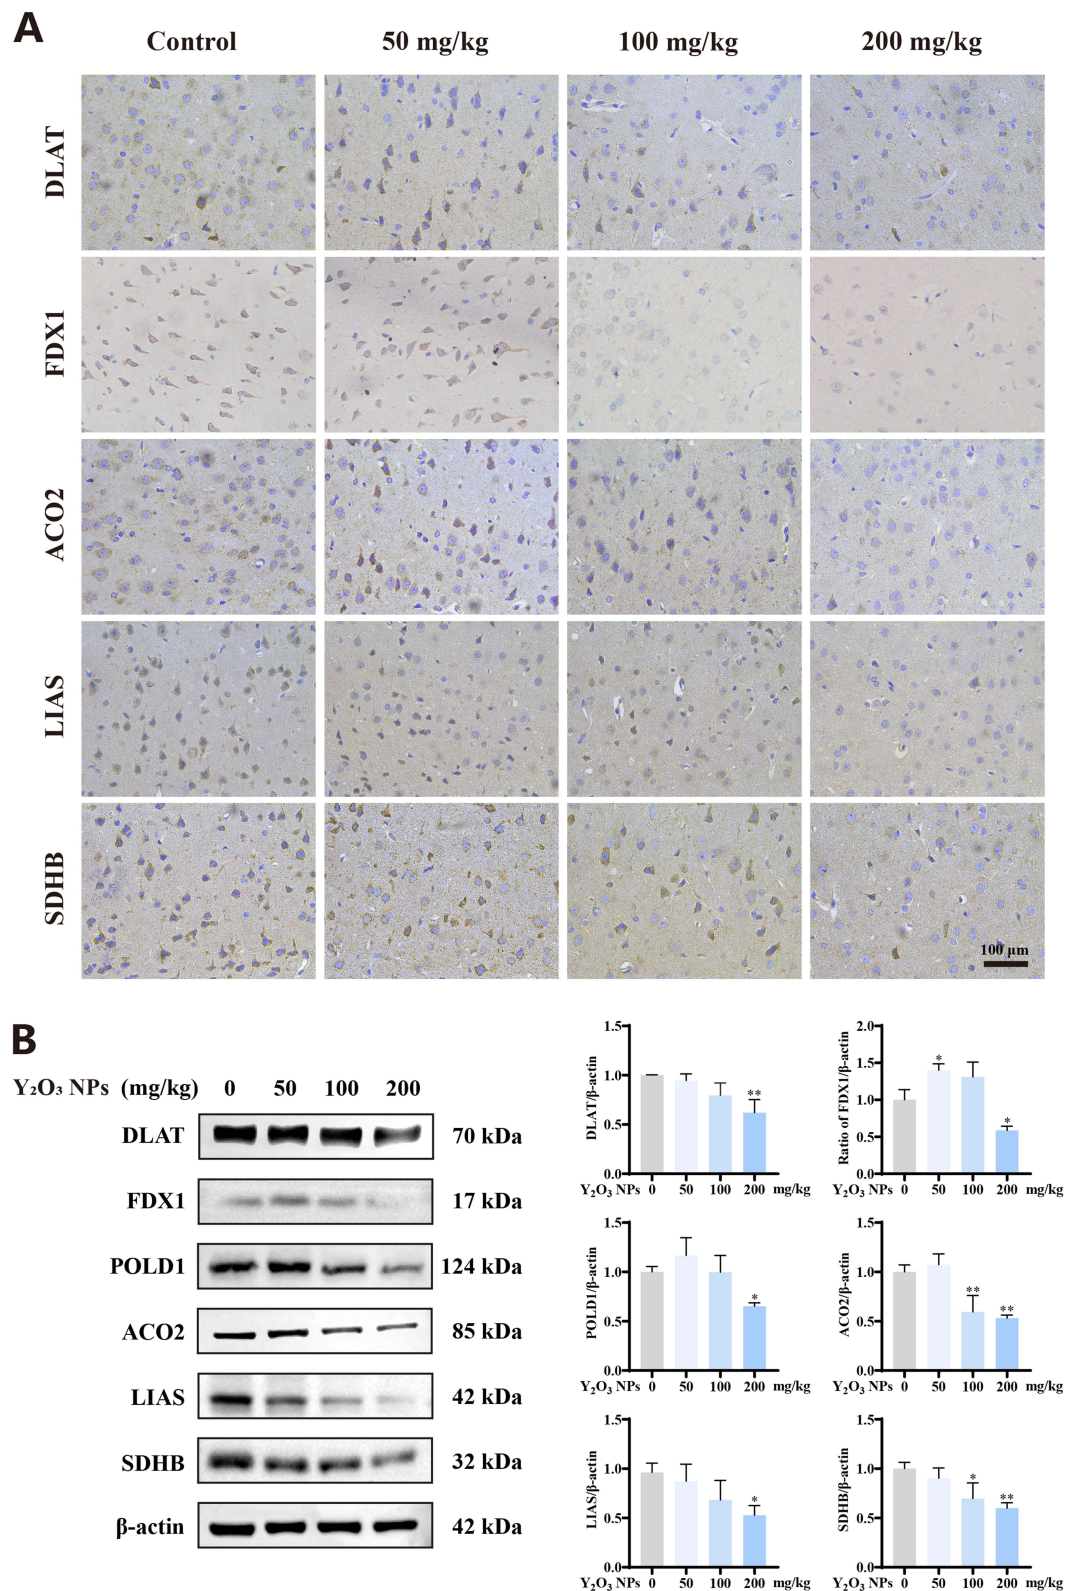 A
Control 50 mg/kg 100 mg/kg 200 mg/kg
DLAT
FDX1
ACO2
LIAS
SDHB
100 μm
B
Y₂O₃ NPs (mg/kg) 0 50 100 200
DLAT 70 kDa
FDX1 17 kDa
POLD1 124 kDa
ACO2 85 kDa
LIAS 42 kDa
SDHB 32 kDa
β-actin 42 kDa
DLAT/β-actin
1.5
1.0
0.5
0.0
**
Y₂O₃ NPs 0 50 100 200 mg/kg
Ratio of FDX1/β-actin
2.0
1.5
1.0
0.5
0.0
*
*
Y₂O₃ NPs 0 50 100 200 mg/kg
POLD1/β-actin
1.5
1.0
0.5
0.0
*
Y₂O₃ NPs 0 50 100 200 mg/kg
ACO2/β-actin
1.5
1.0
0.5
0.0
**
**
Y₂O₃ NPs 0 50 100 200 mg/kg
LIAS/β-actin
1.5
1.0
0.5
0.0
*
Y₂O₃ NPs 0 50 100 200 mg/kg
SDHB/β-actin
1.5
1.0
0.5
0.0
*
**
Y₂O₃ NPs 0 50 100 200 mg/kg